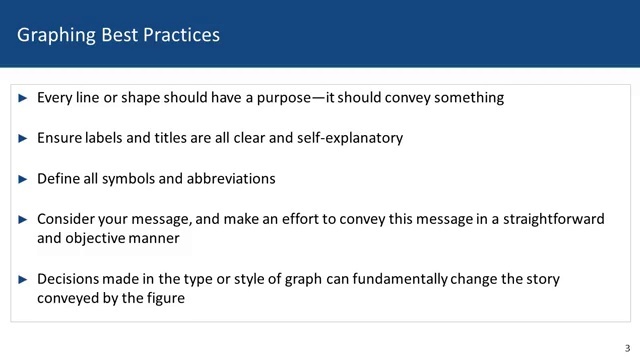 Graphing Best Practices
► Every line or shape should have a purpose—it should convey something
► Ensure labels and titles are all clear and self-explanatory
► Define all symbols and abbreviations
► Consider your message, and make an effort to convey this message in a straightforward
and objective manner
► Decisions made in the type or style of graph can fundamentally change the story
conveyed by the figure
3